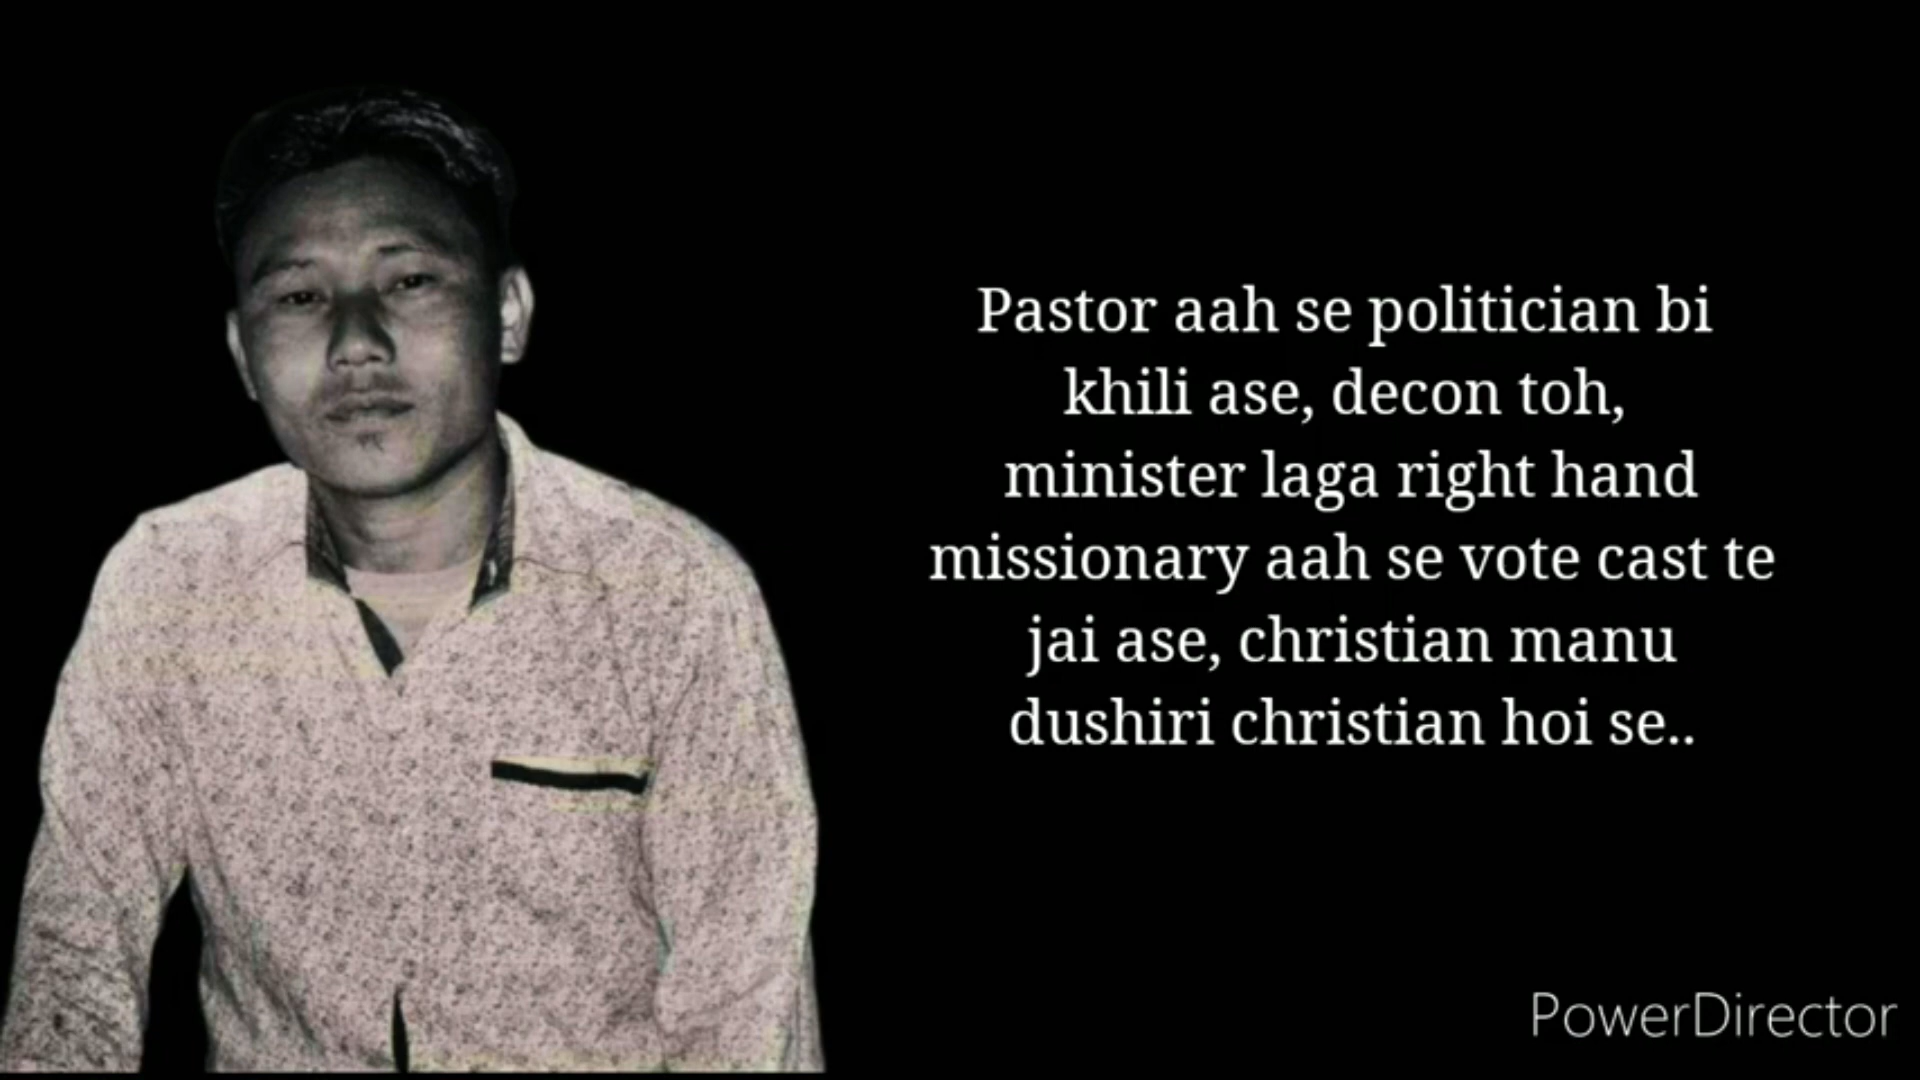 Pastor aah se politician bi
khili ase, decon toh,
minister laga right hand
missionary aah se vote cast te
jai ase, christian manu
dushiri christian hoi se..
PowerDirector